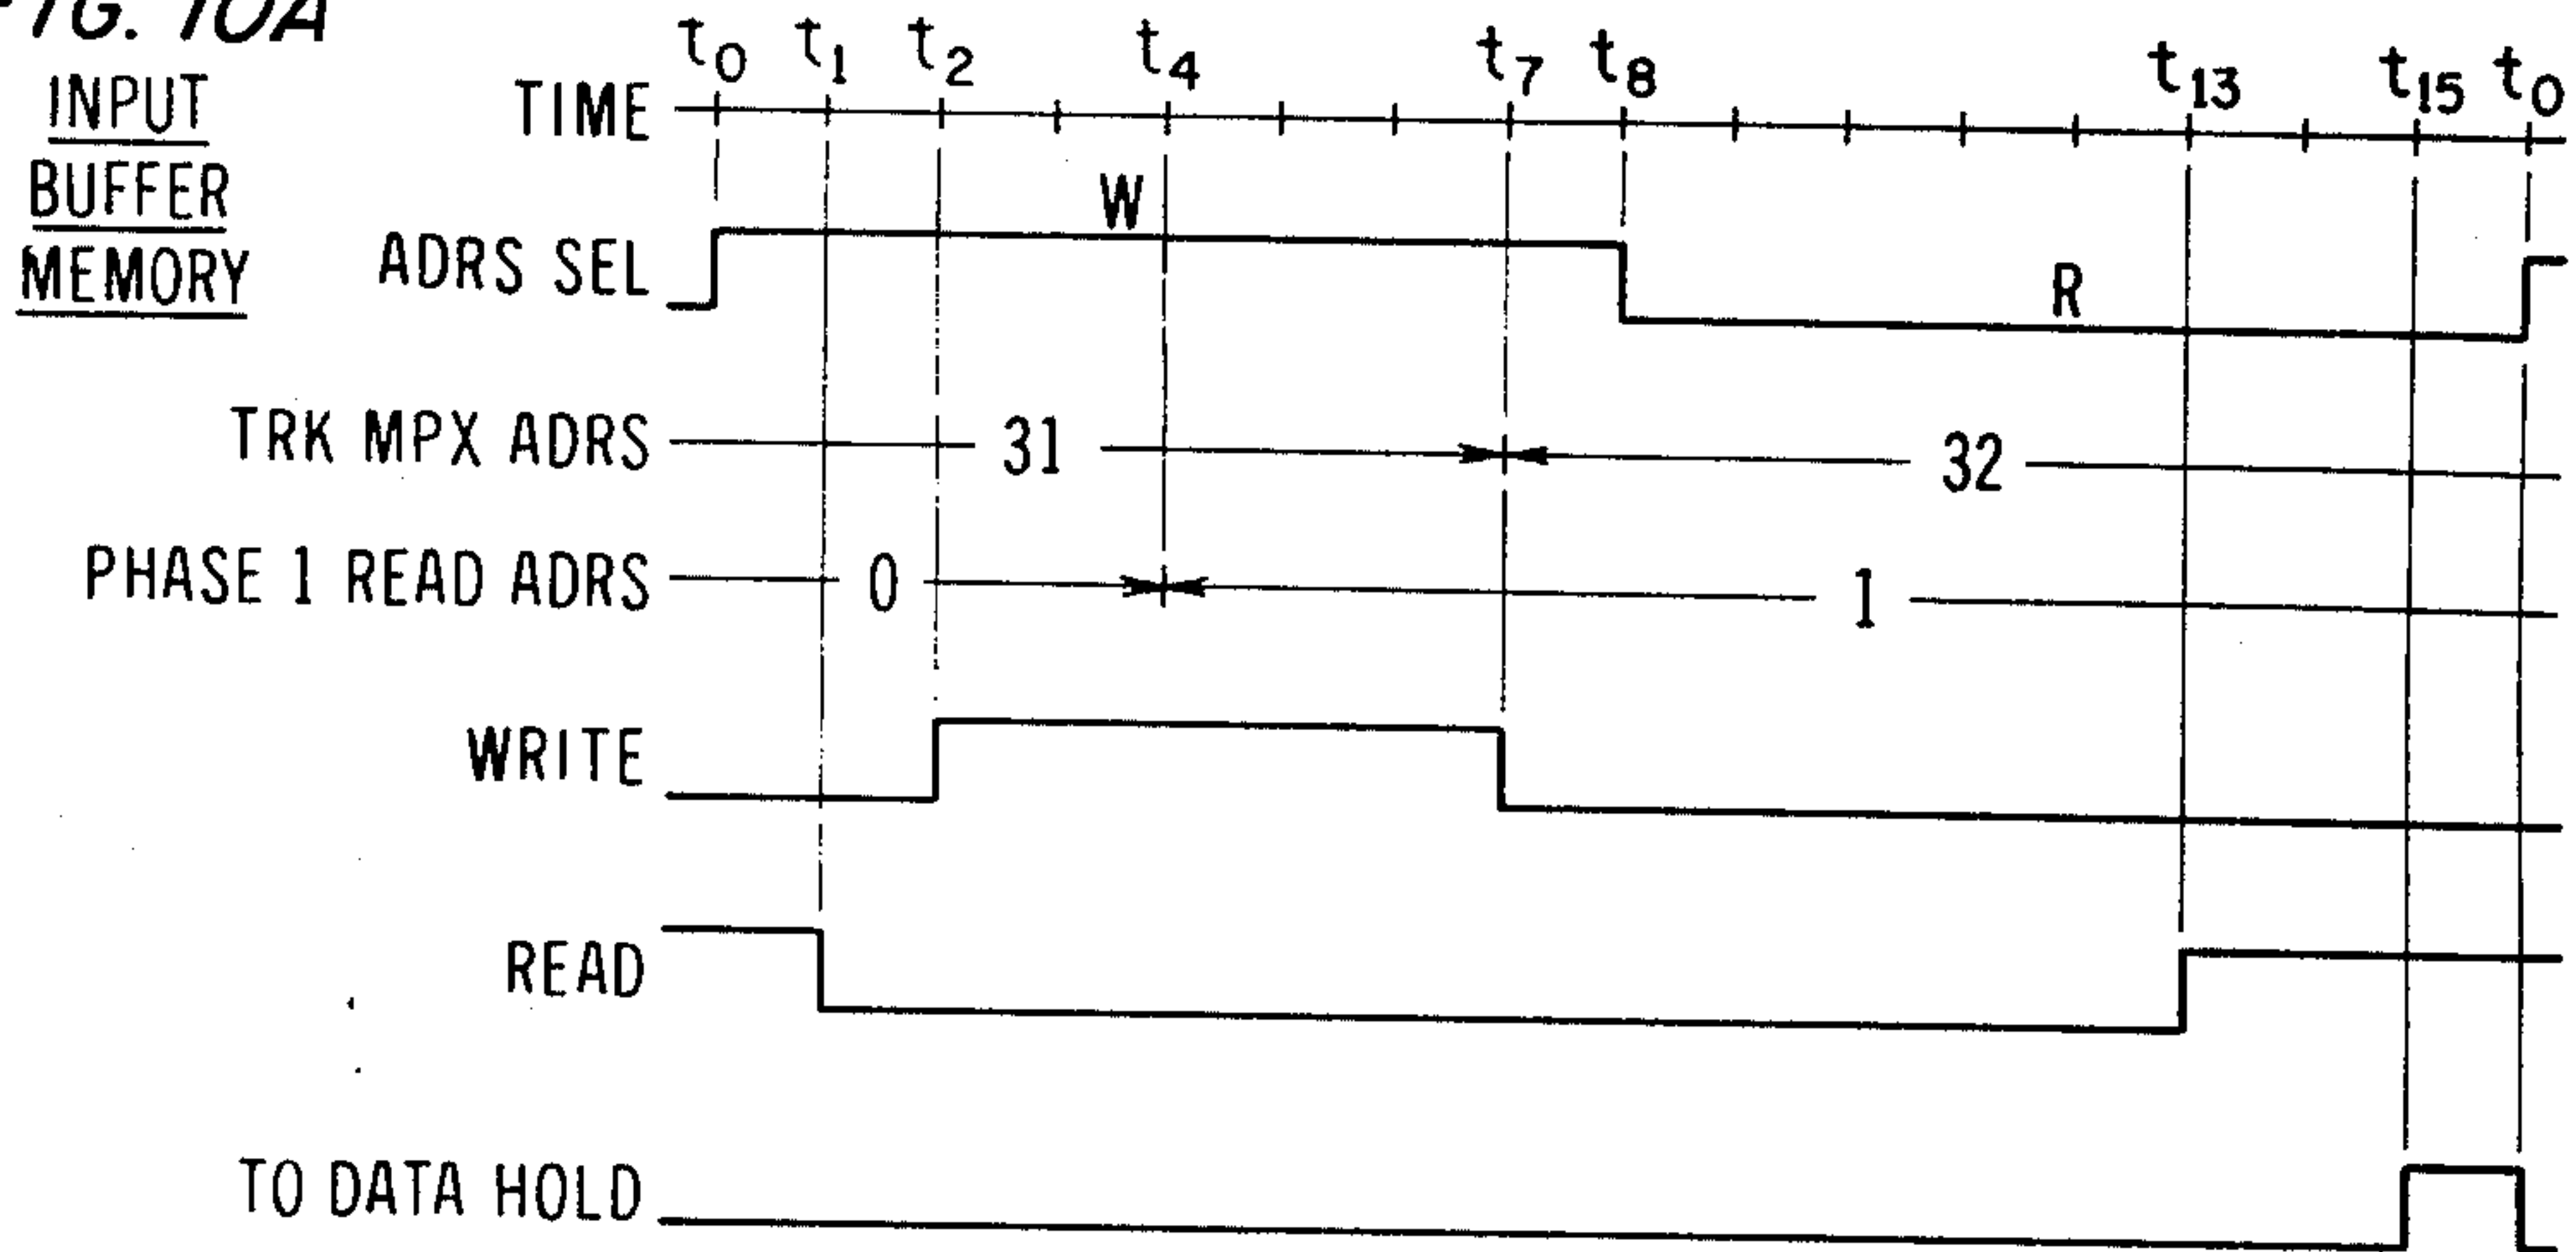 FIG. 10A
INPUT
BUFFER
MEMORY
TIME t0 t1 t2 t4 t7 t8 t13 t15 t0
ADRS SEL W R
TRK MPX ADRS 31 32
PHASE 1 READ ADRS 0 1
WRITE
READ
TO DATA HOLD